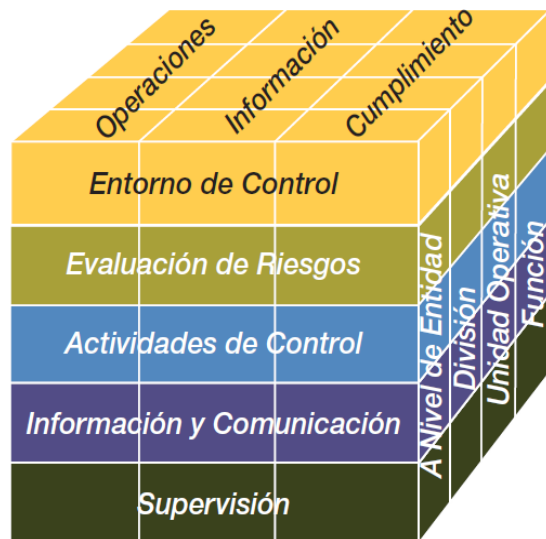 Operaciones
Información
Cumplimiento
Entorno de Control
Evaluación de Riesgos
Actividades de Control
Información y Comunicación
Supervisión
A Nivel de Entidad
División
Unidad Operativa
Función